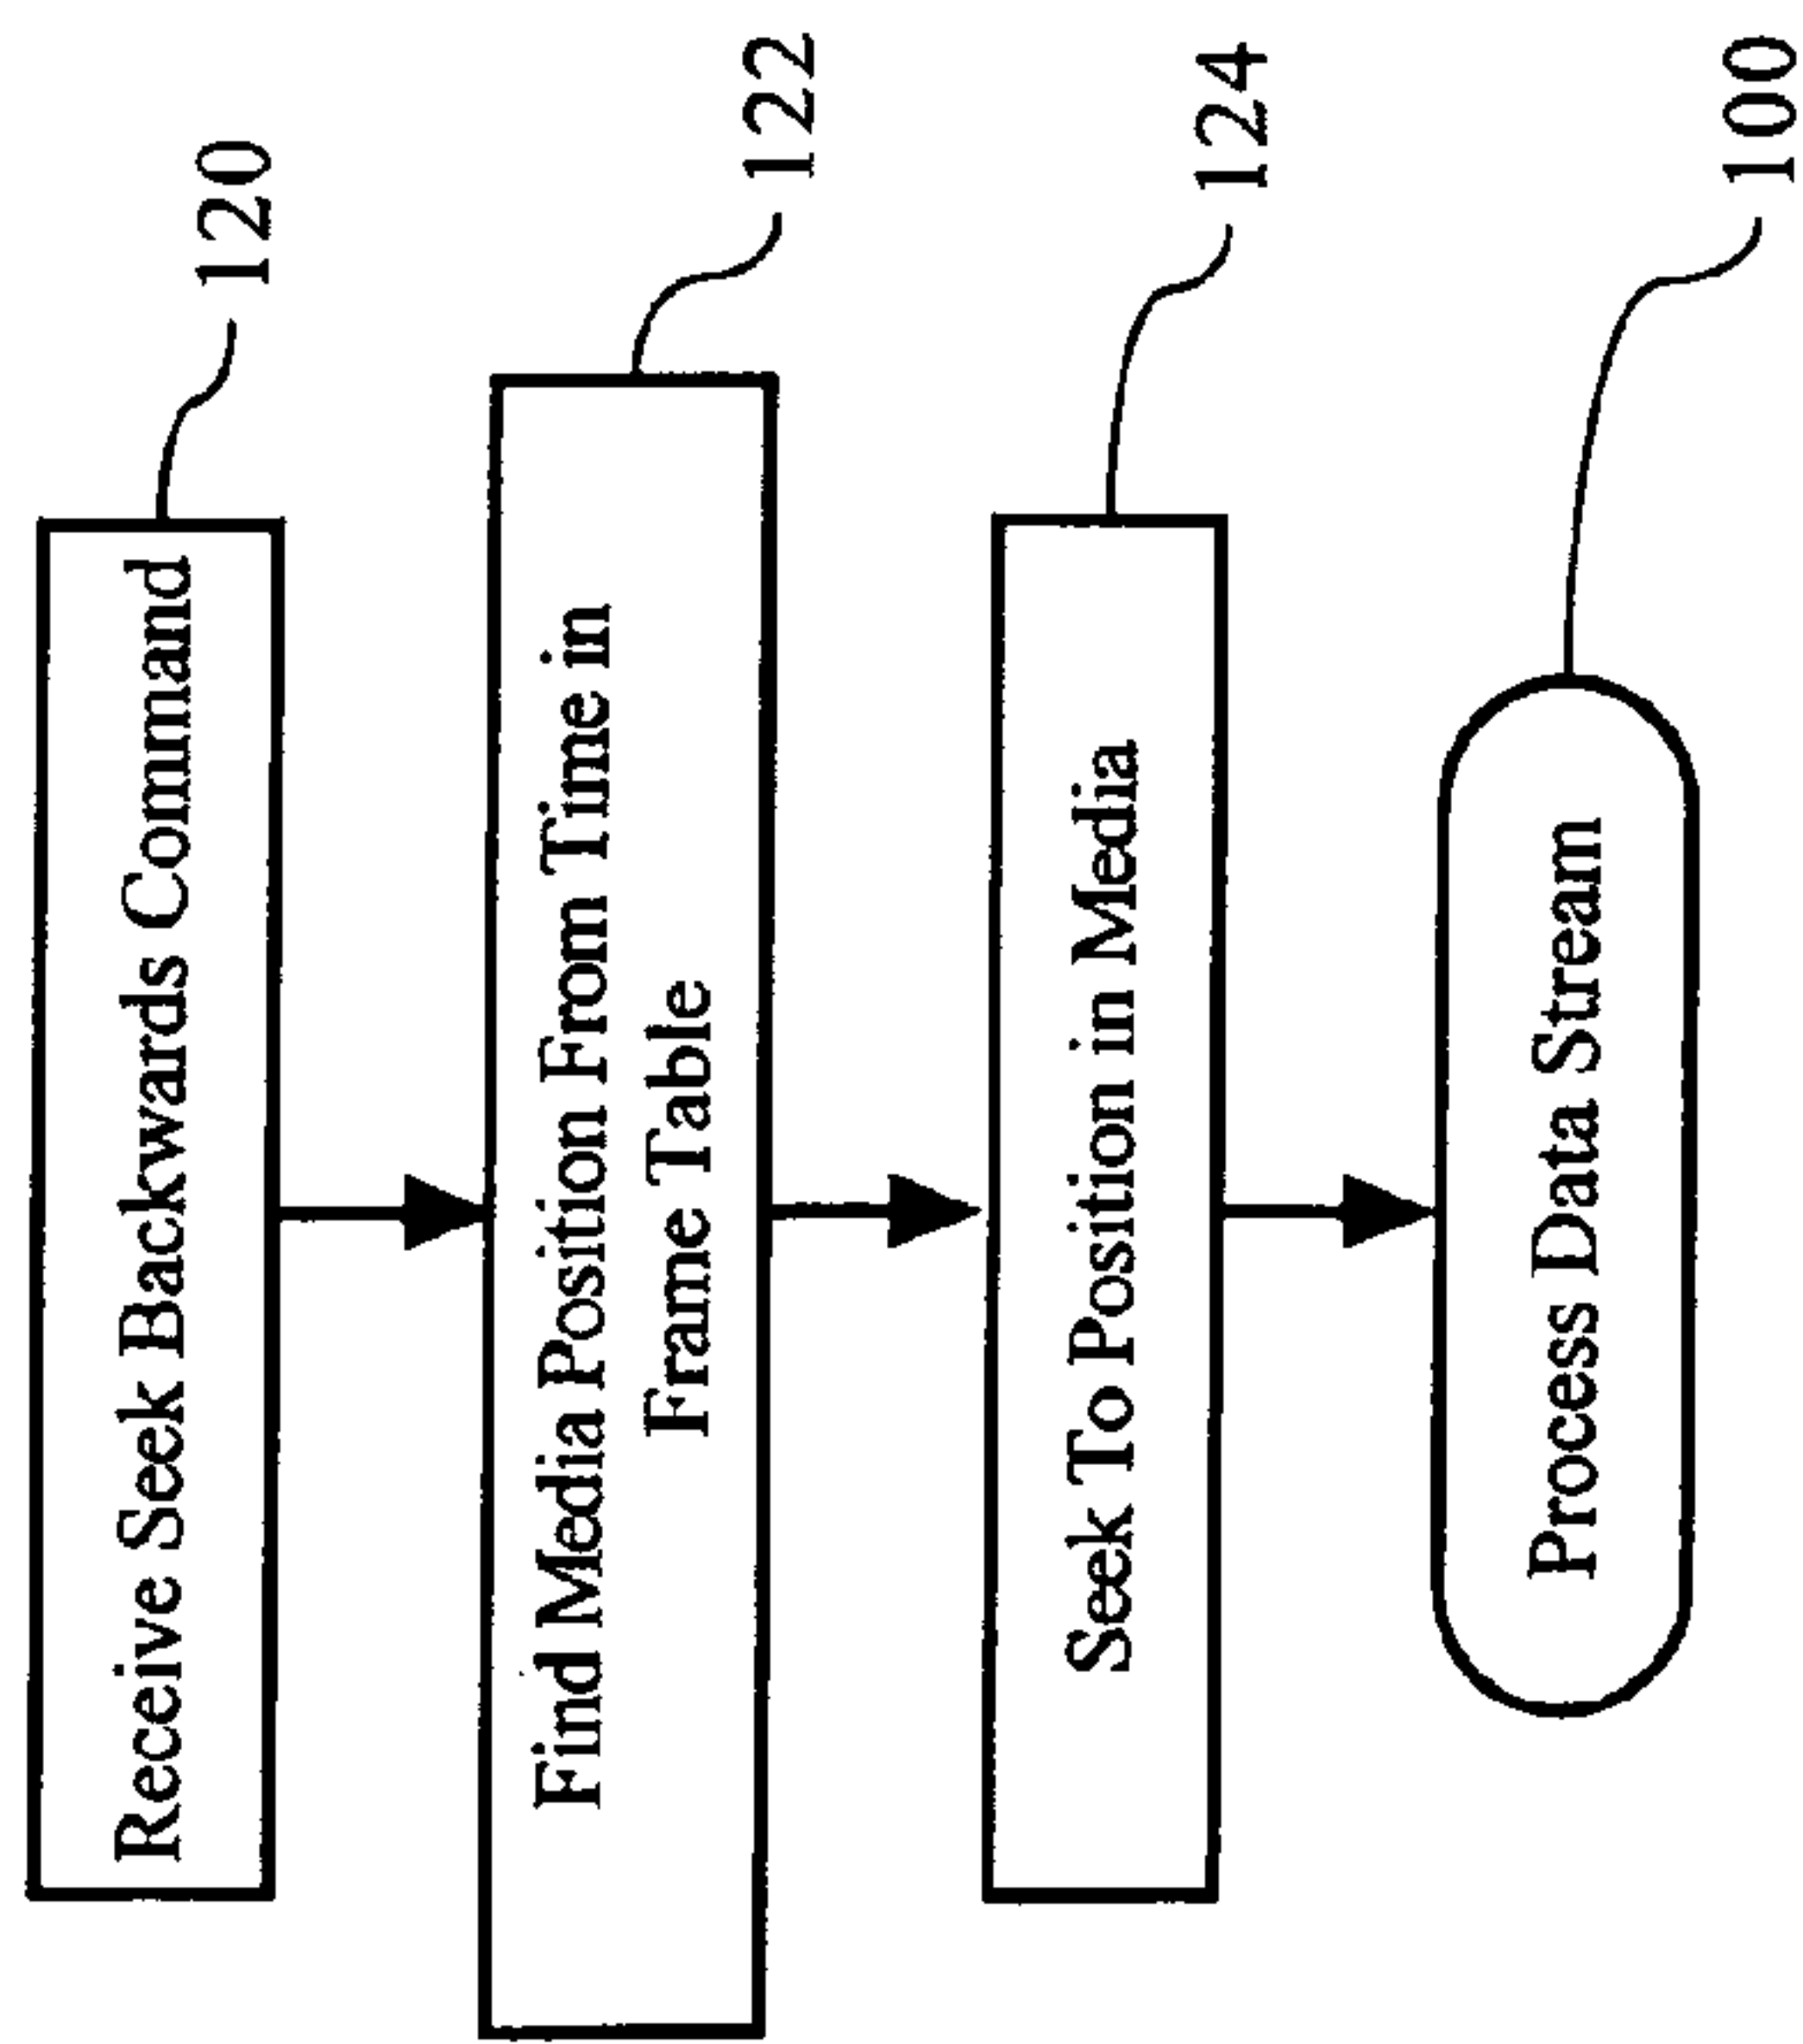 Receive Seek Backwards Command
120
Find Media Position From Time in
Frame Table
122
Seek To Position in Media
124
Process Data Stream
100